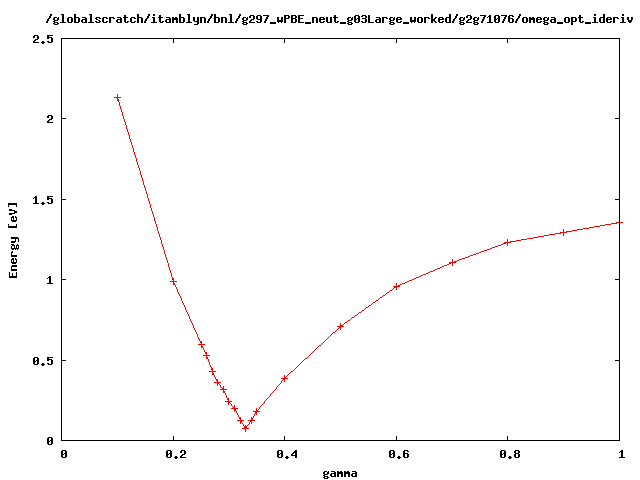 /globalscratch/itamblyn/bnl/g297_wPBE_neut_g03Large_worked/g2g71076/omega_opt_ideriv
2.5
2
1.5
1
0.5
0
Energy [eV]
0 0.2 0.4 0.6 0.8 1
gamma